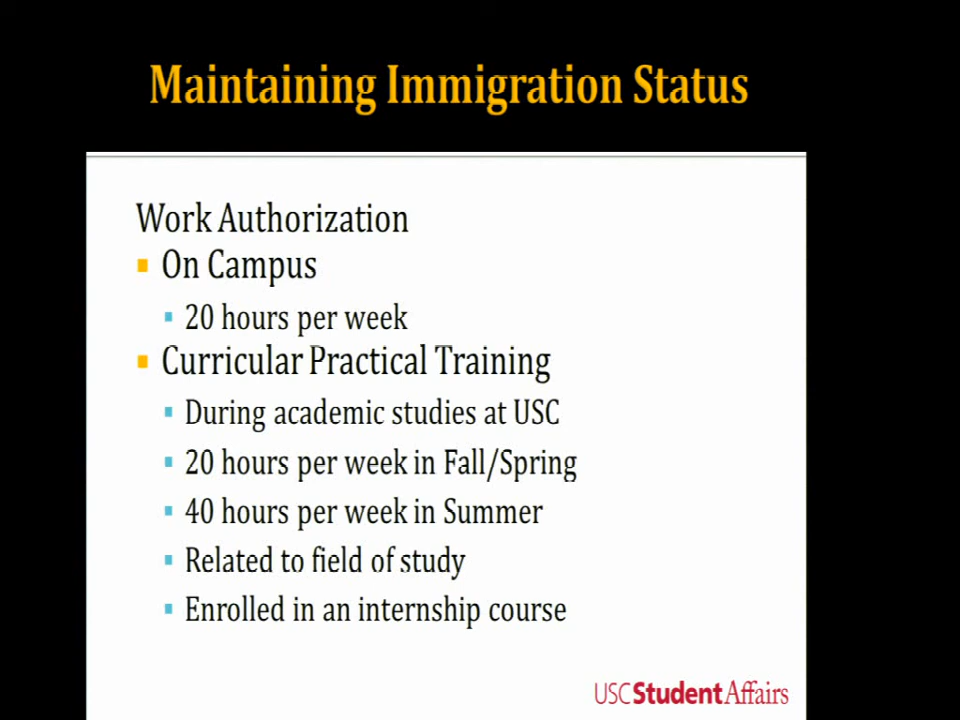 Maintaining Immigration Status
Work Authorization
On Campus
20 hours per week
Curricular Practical Training
During academic studies at USC
20 hours per week in Fall/Spring
40 hours per week in Summer
Related to field of study
Enrolled in an internship course
USC Student Affairs